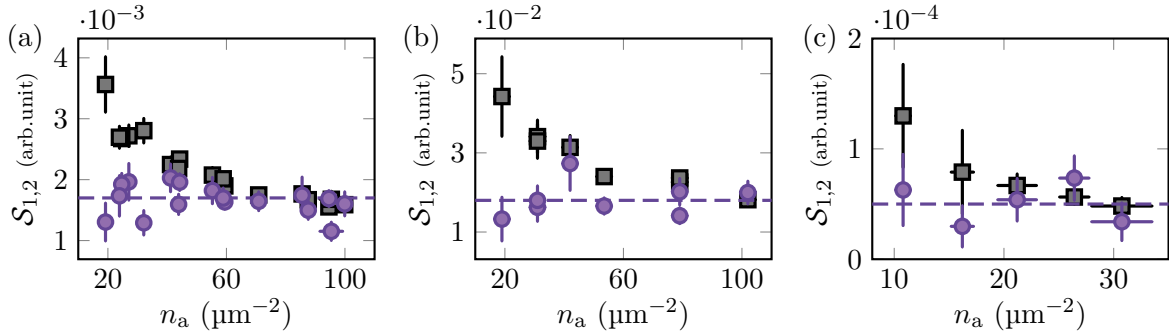 (a)
·10⁻³
4
3
2
1
S₁,₂ (arb.unit)
20
60
100
nₐ (µm⁻²)
(b)
·10⁻²
5
3
1
S₁,₂ (arb.unit)
20
60
100
nₐ (µm⁻²)
(c)
·10⁻⁴
2
1
0
S₁,₂ (arb.unit)
10
20
30
nₐ (µm⁻²)